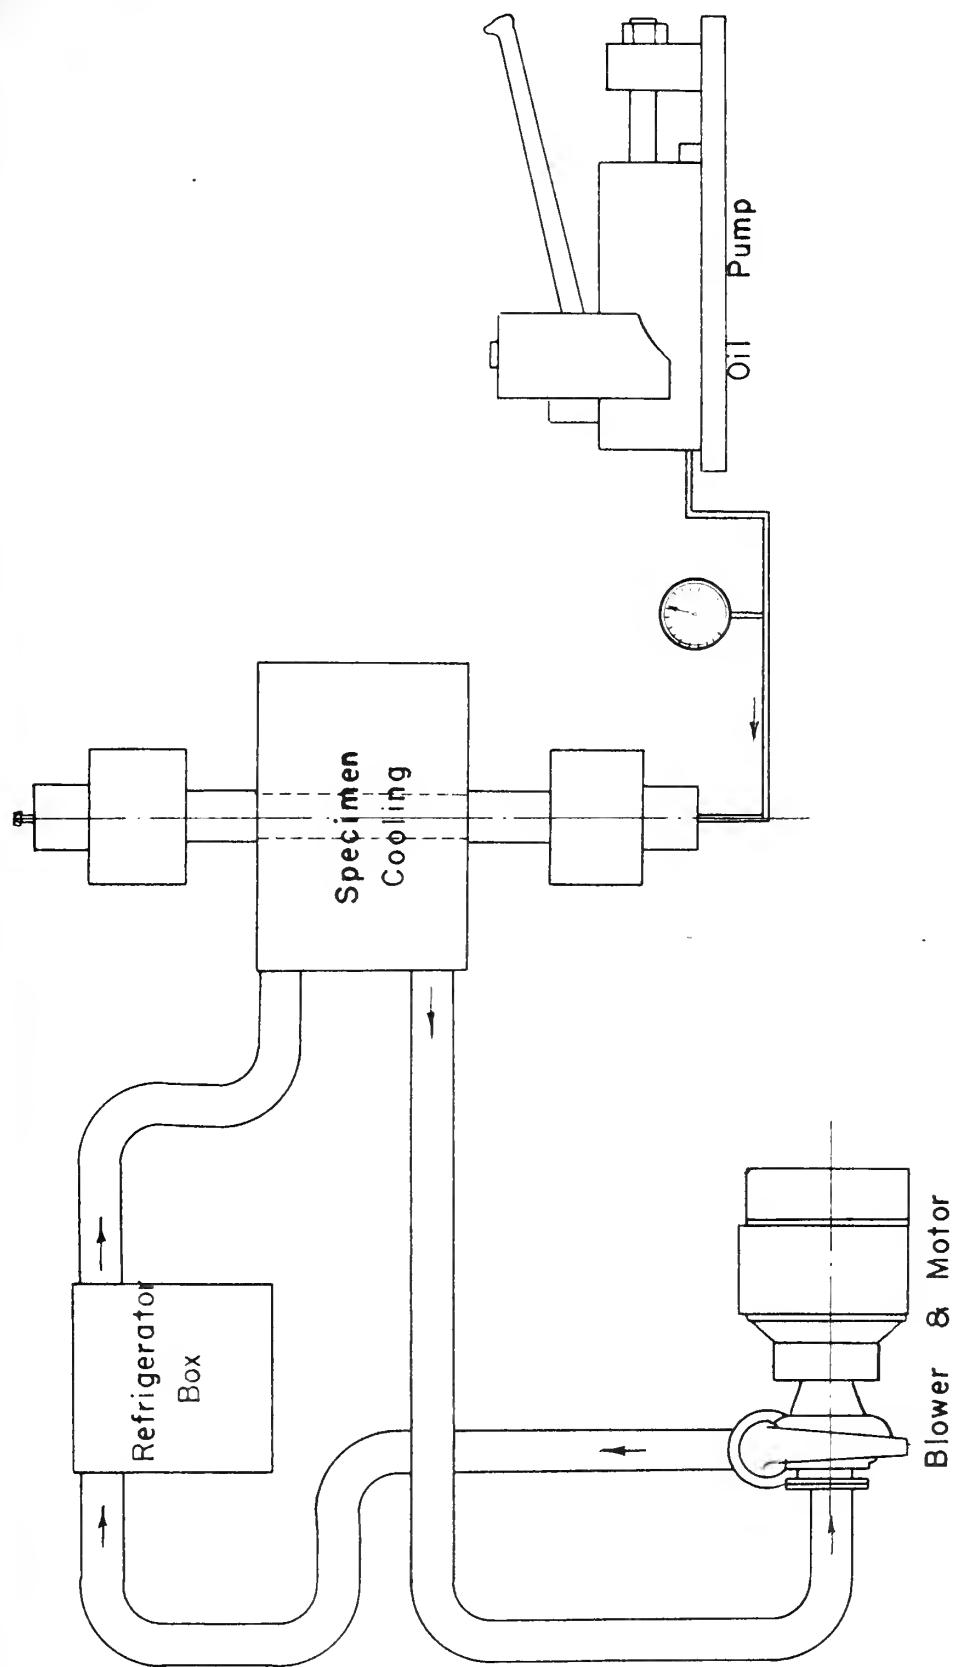 Refrigerator
Box
Specimen
Cooling
Oil Pump
Blower & Motor